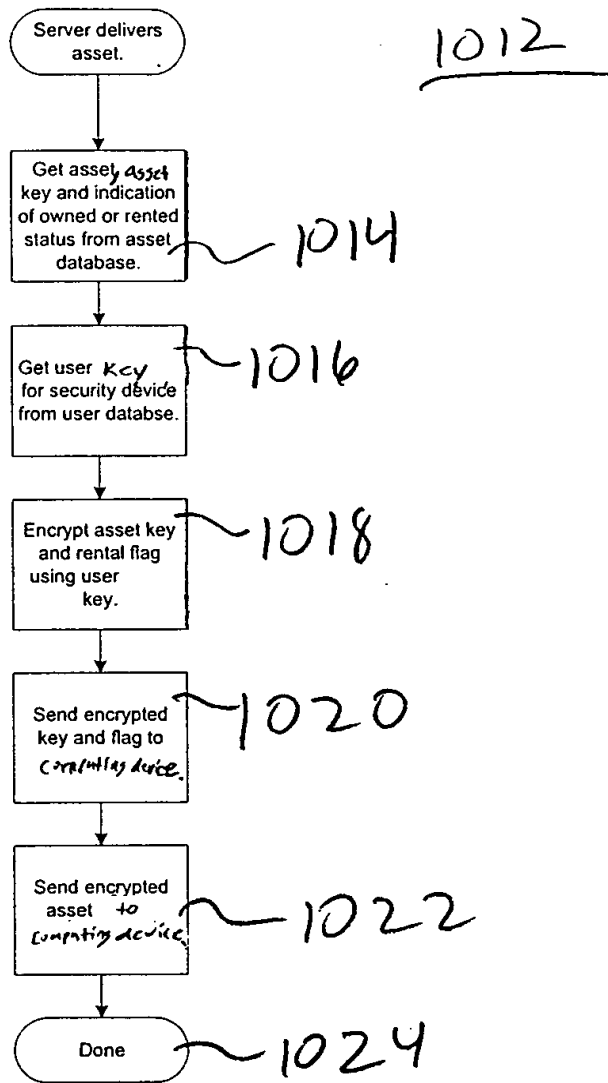 Server delivers
asset.
1012
Get asset, asset
key and indication
of owned or rented
status from asset
database.
1014
Get user Key
for security device
from user databse.
1016
Encrypt asset key
and rental flag
using user
key.
1018
Send encrypted
key and flag to
computing device.
1020
Send encrypted
asset to
computing device.
1022
Done
1024